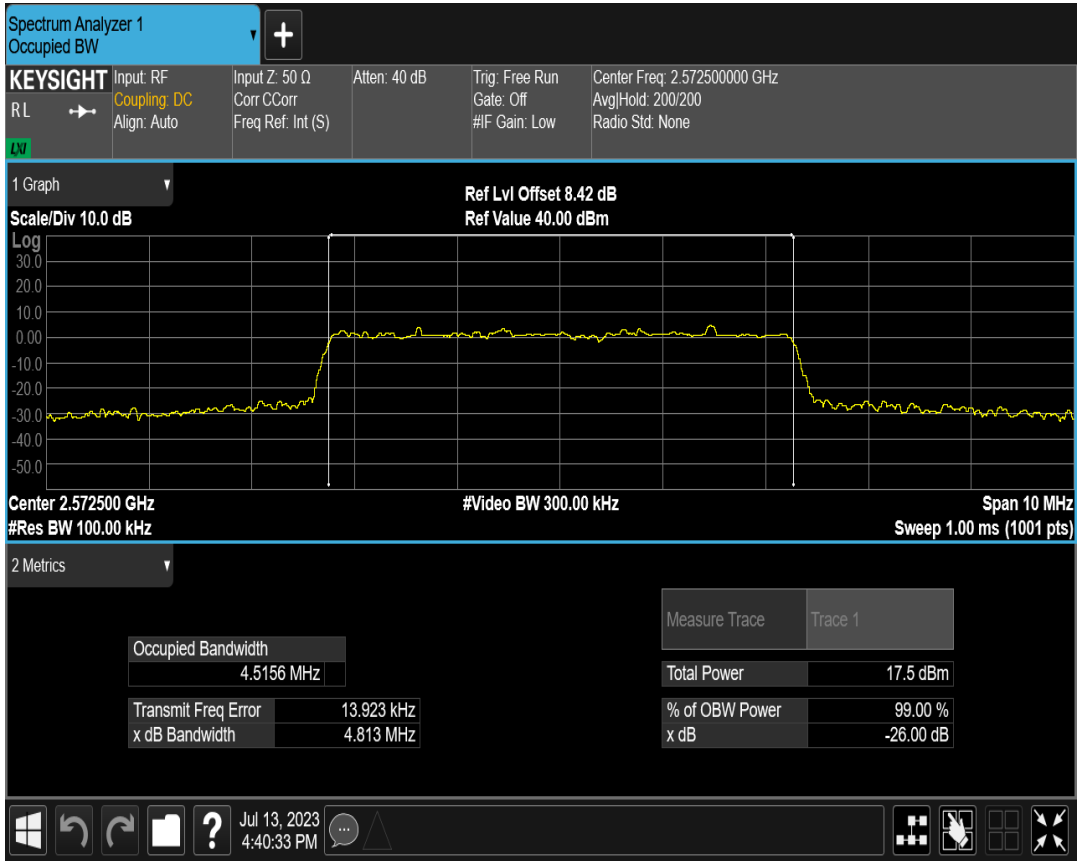 Spectrum Analyzer 1
Occupied BW
+
KEYSIGHT
R L
LXI
Input: RF
Coupling: DC
Align: Auto
Input Z: 50 Ω
Corr CCorr
Freq Ref: Int (S)
Atten: 40 dB
Trig: Free Run
Gate: Off
#IF Gain: Low
Center Freq: 2.572500000 GHz
Avg|Hold: 200/200
Radio Std: None
1 Graph
Scale/Div 10.0 dB
Ref Lvl Offset 8.42 dB
Ref Value 40.00 dBm
Log
30.0
20.0
10.0
0.00
-10.0
-20.0
-30.0
-40.0
-50.0
Center 2.572500 GHz
#Video BW 300.00 kHz
Span 10 MHz
#Res BW 100.00 kHz
Sweep 1.00 ms (1001 pts)
2 Metrics
Measure Trace Trace 1
Occupied Bandwidth
4.5156 MHz
Total Power 17.5 dBm
Transmit Freq Error 13.923 kHz
% of OBW Power 99.00 %
x dB Bandwidth 4.813 MHz
x dB -26.00 dB
?
Jul 13, 2023
4:40:33 PM